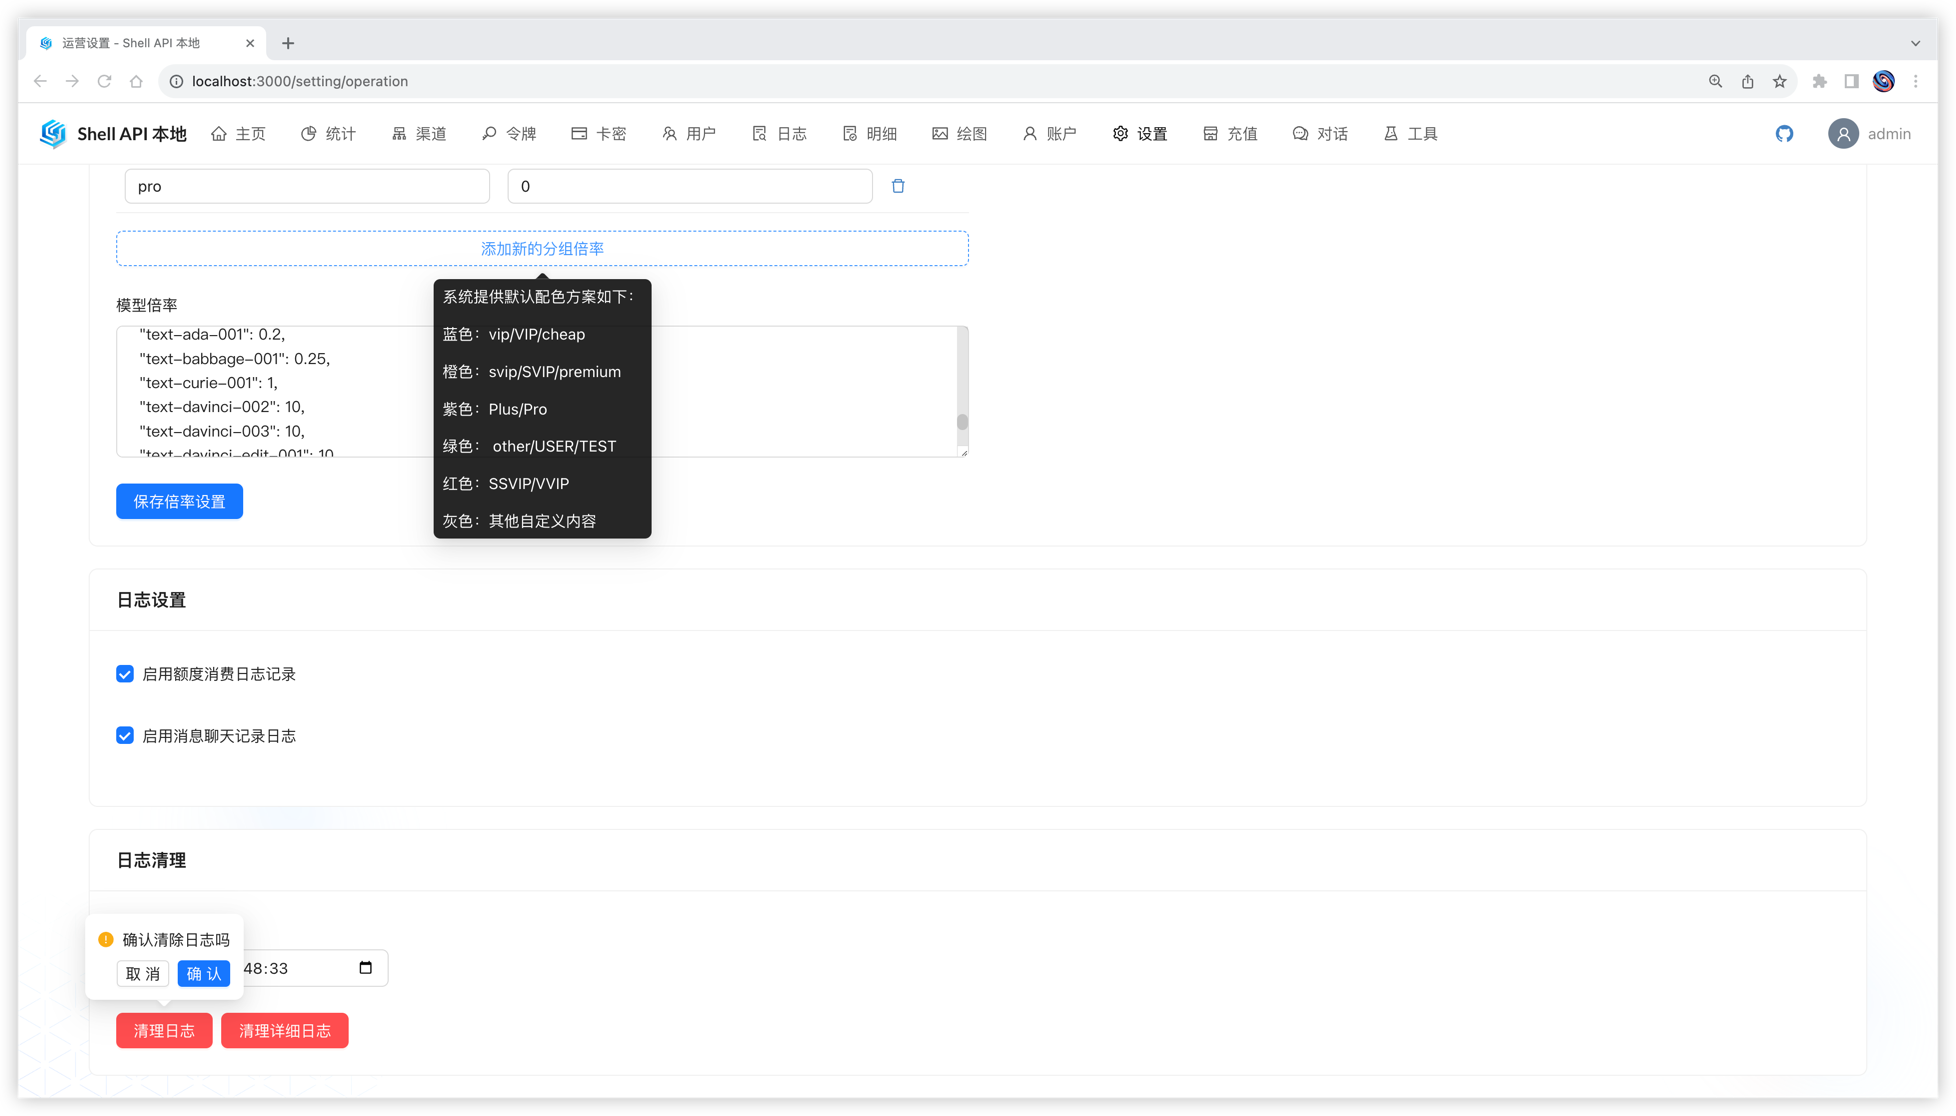 运营设置 - Shell API 本地
localhost:3000/setting/operation
Shell API 本地 主页 统计 渠道 令牌 卡密 用户 日志 明细 绘图 账户 设置 充值 对话 工具 admin
pro 0
添加新的分组倍率
系统提供默认配色方案如下：
蓝色：vip/VIP/cheap
橙色：svip/SVIP/premium
紫色：Plus/Pro
绿色： other/USER/TEST
红色：SSVIP/VVIP
灰色：其他自定义内容
模型倍率
"text-ada-001": 0.2,
"text-babbage-001": 0.25,
"text-curie-001": 1,
"text-davinci-002": 10,
"text-davinci-003": 10,
"text-davinci-edit-001": 10
保存倍率设置
日志设置
启用额度消费日志记录
启用消息聊天记录日志
日志清理
确认清除日志吗
取 消 确 认
48:33
清理日志 清理详细日志